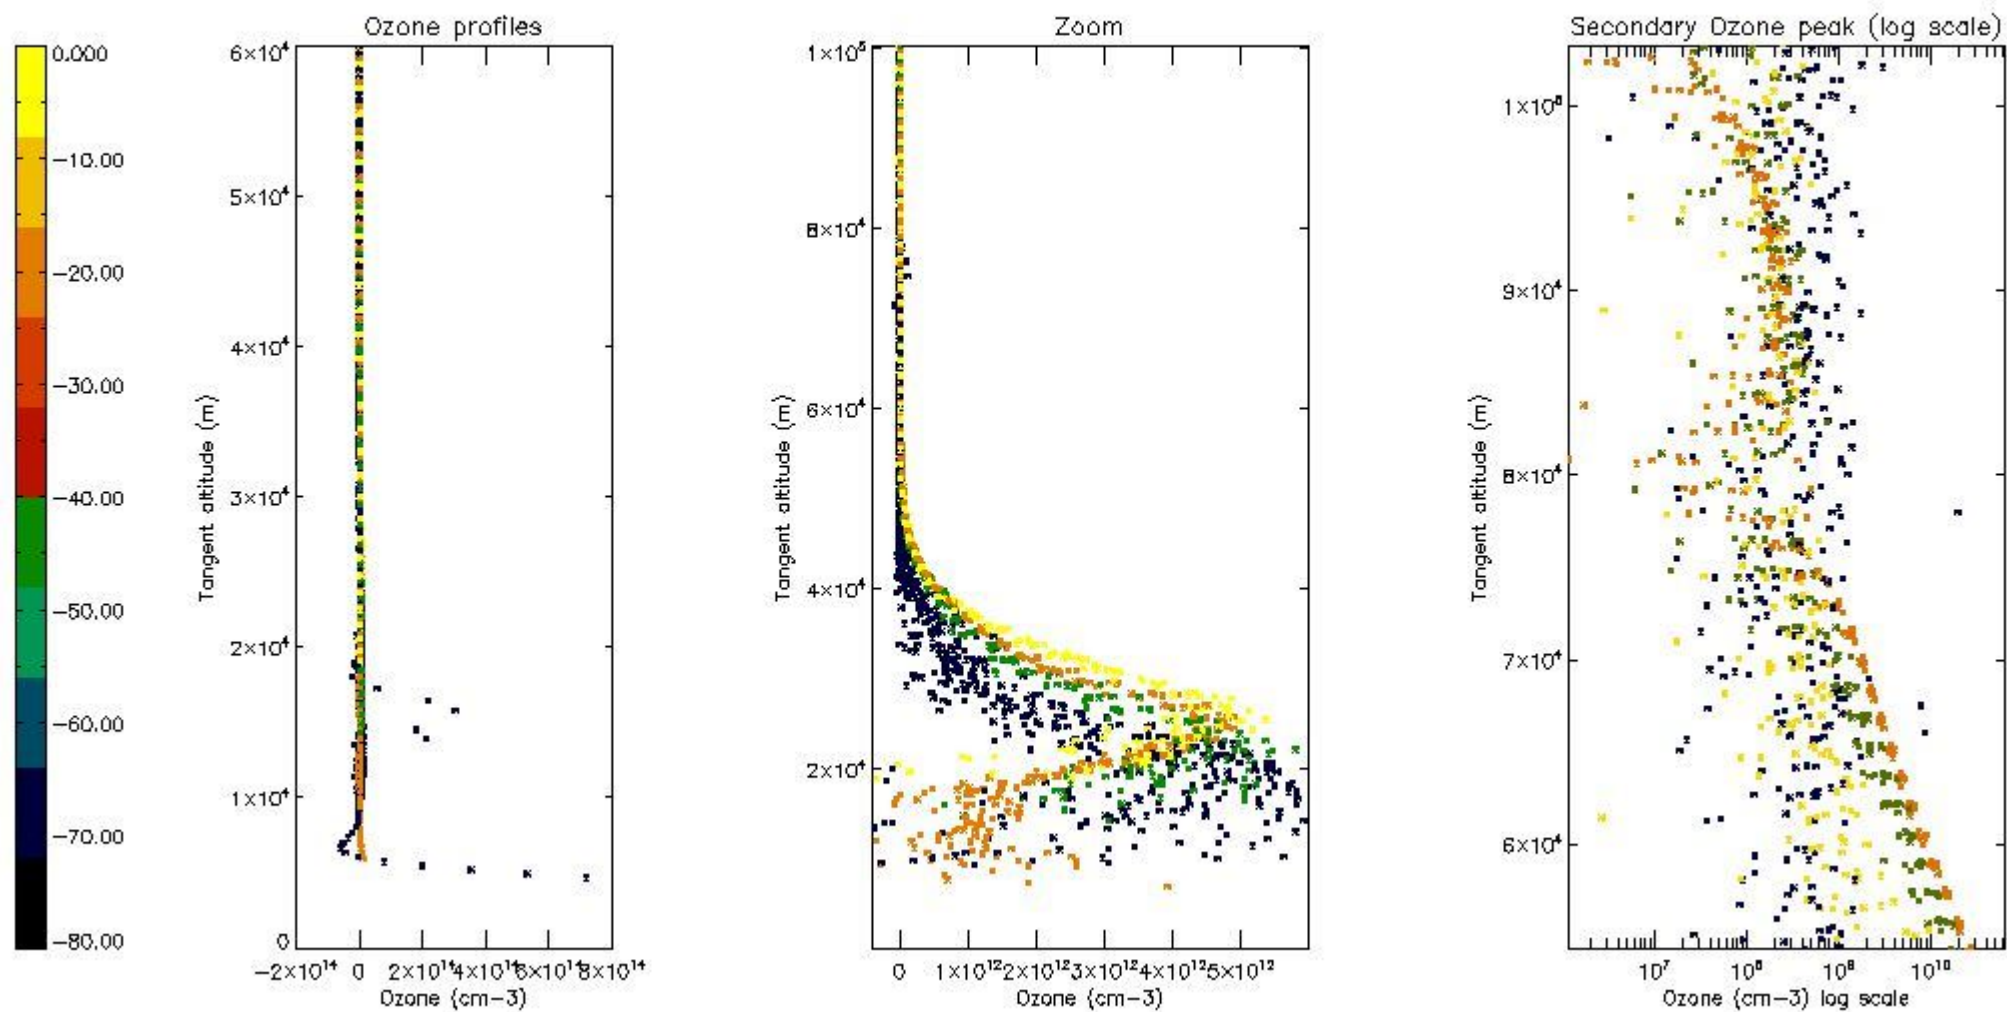 Ozone profiles
Zoom
Secondary Ozone peak (log scale)
0.000
−10.00
−20.00
−30.00
−40.00
−50.00
−60.00
−70.00
−80.00
6×10⁴
5×10⁴
4×10⁴
3×10⁴
2×10⁴
1×10⁴
0
Tangent altitude (m)
−2×10¹⁴ 0 2×10¹⁴ 4×10¹⁴ 6×10¹⁴ 8×10¹⁴
Ozone (cm−3)
1×10⁵
8×10⁴
6×10⁴
4×10⁴
2×10⁴
Tangent altitude (m)
0 1×10¹² 2×10¹² 3×10¹² 4×10¹² 5×10¹²
Ozone (cm−3)
1×10⁵
9×10⁴
8×10⁴
7×10⁴
6×10⁴
Tangent altitude (m)
10⁷ 10⁸ 10⁹ 10¹⁰
Ozone (cm−3) log scale